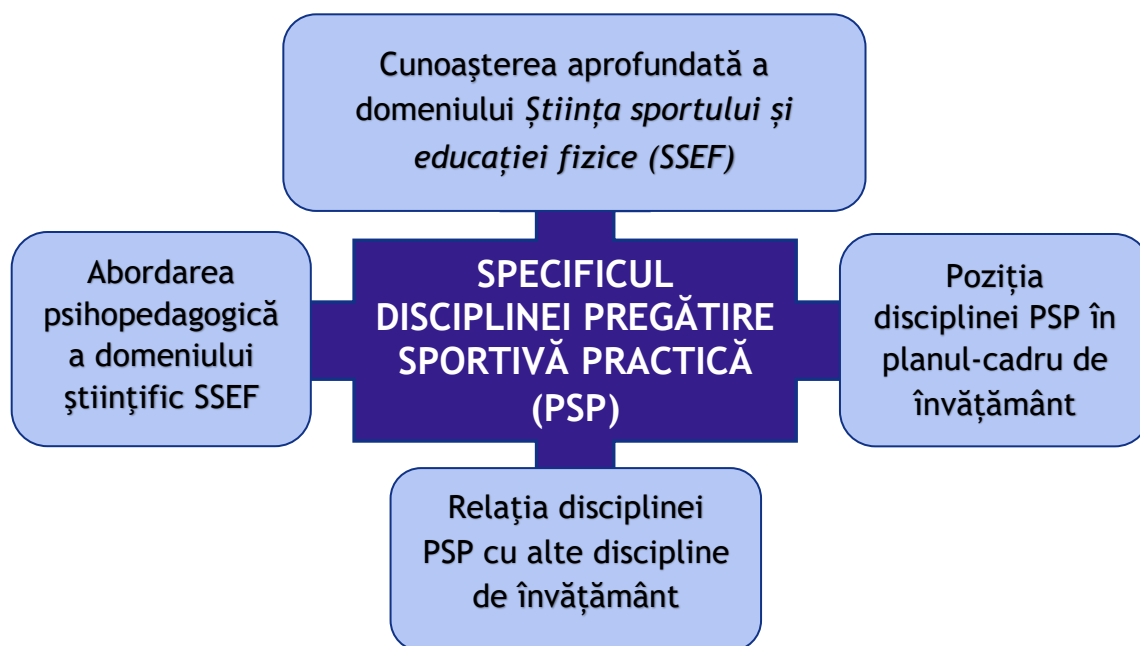 Cunoaşterea aprofundată a
domeniului Știința sportului și
educației fizice (SSEF)
Abordarea
psihopedagogică
a domeniului
ştiinţific SSEF
SPECIFICUL
DISCIPLINEI PREGĂTIRE
SPORTIVĂ PRACTICĂ
(PSP)
Poziția
disciplinei PSP în
planul-cadru de
învățământ
Relaţia disciplinei
PSP cu alte discipline
de învățământ